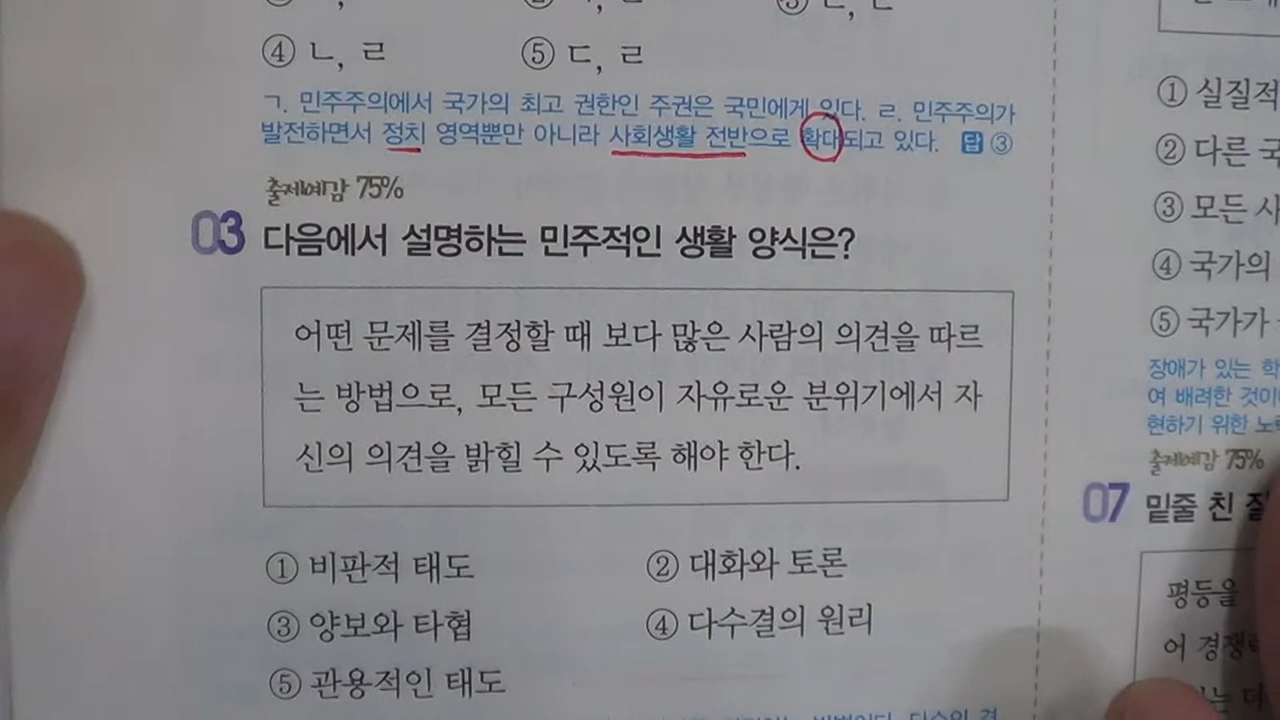 ④ ㄴ, ㄹ ⑤ ㄷ, ㄹ
ㄱ. 민주주의에서 국가의 최고 권한인 주권은 국민에게 있다. ㄹ. 민주주의가
발전하면서 정치 영역뿐만 아니라 사회생활 전반으로 확대되고 있다. 답 ③
출제예감 75%
03 다음에서 설명하는 민주적인 생활 양식은?
어떤 문제를 결정할 때 보다 많은 사람의 의견을 따르
는 방법으로, 모든 구성원이 자유로운 분위기에서 자
신의 의견을 밝힐 수 있도록 해야 한다.
① 비판적 태도 ② 대화와 토론
③ 양보와 타협 ④ 다수결의 원리
⑤ 관용적인 태도
① 실질적
② 다른
③ 모든
④ 국가의
⑤ 국가가
장애가 있는
여 배려한
현하기 위한
출제예감 75%
07 밑줄 친
평등을
어